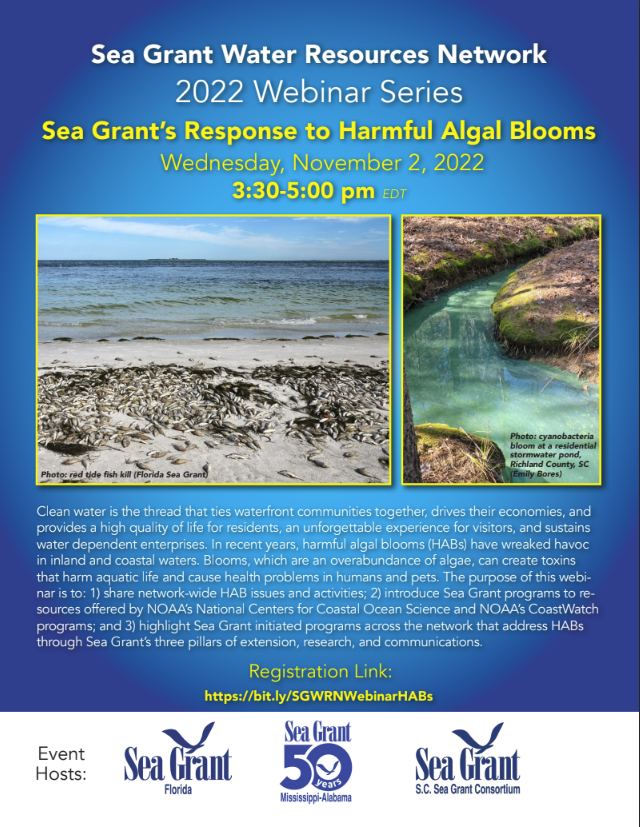 Sea Grant Water Resources Network
2022 Webinar Series
Sea Grant's Response to Harmful Algal Blooms
Wednesday, November 2, 2022
3:30-5:00 pm EDT
Photo: red tide fish kill (Florida Sea Grant)
Photo: cyanobacteria
bloom at a residential
stormwater pond,
Richland County, SC
(Emily Bores)
Clean water is the thread that ties waterfront communities together, drives their economies, and
provides a high quality of life for residents, an unforgettable experience for visitors, and sustains
water dependent enterprises. In recent years, harmful algal blooms (HABs) have wreaked havoc
in inland and coastal waters. Blooms, which are an overabundance of algae, can create toxins
that harm aquatic life and cause health problems in humans and pets. The purpose of this webi-
nar is to: 1) share network-wide HAB issues and activities; 2) introduce Sea Grant programs to re-
sources offered by NOAA's National Centers for Coastal Ocean Science and NOAA's CoastWatch
programs; and 3) highlight Sea Grant initiated programs across the network that address HABs
through Sea Grant's three pillars of extension, research, and communications.
Registration Link:
https://bit.ly/SGWRNWebinarHABs
Event
Hosts:
Sea Grant
Florida
Sea Grant
50
years
Mississippi-Alabama
Sea Grant
S.C. Sea Grant Consortium